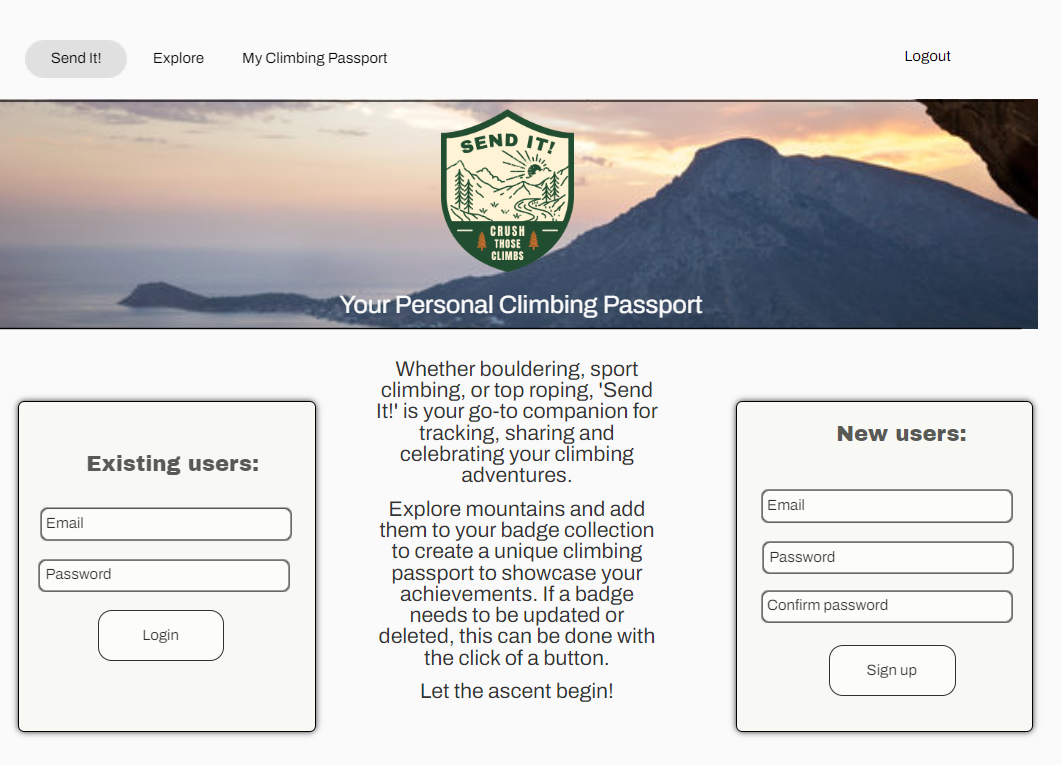 Send It!
Explore
My Climbing Passport
Logout
SEND IT!
CRUSH
THOSE
CLIMBS
Your Personal Climbing Passport
Existing users:
Email
Password
Login
Whether bouldering, sport
climbing, or top roping, 'Send
It!' is your go-to companion for
tracking, sharing and
celebrating your climbing
adventures.
Explore mountains and add
them to your badge collection
to create a unique climbing
passport to showcase your
achievements. If a badge
needs to be updated or
deleted, this can be done with
the click of a button.
Let the ascent begin!
New users:
Email
Password
Confirm password
Sign up